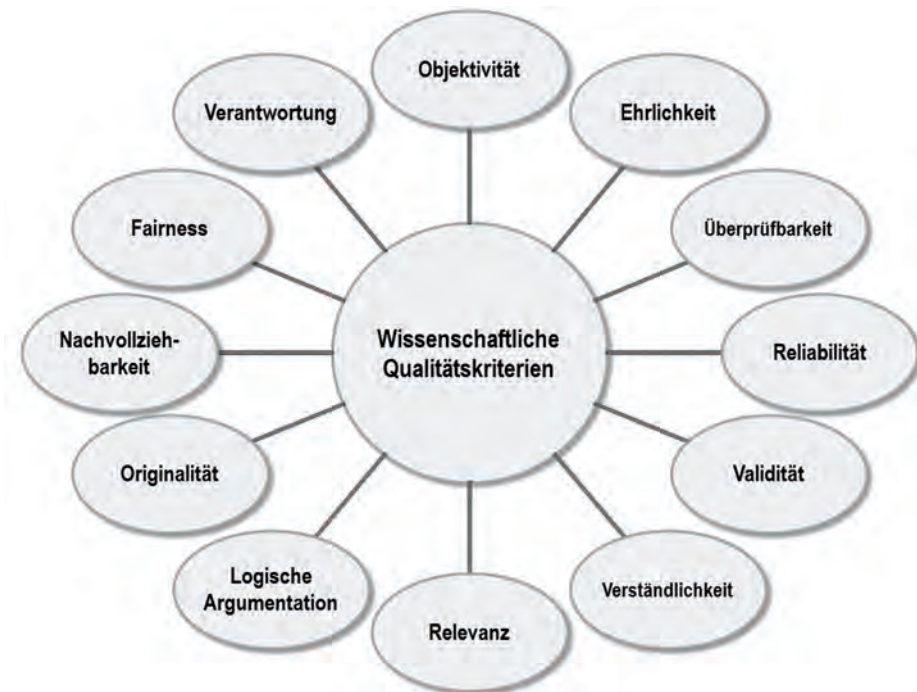 Objektivität
Verantwortung
Ehrlichkeit
Fairness
Überprüfbarkeit
Nachvollzieh-
barkeit
Wissenschaftliche
Qualitätskriterien
Reliabilität
Originalität
Validität
Logische
Argumentation
Verständlichkeit
Relevanz